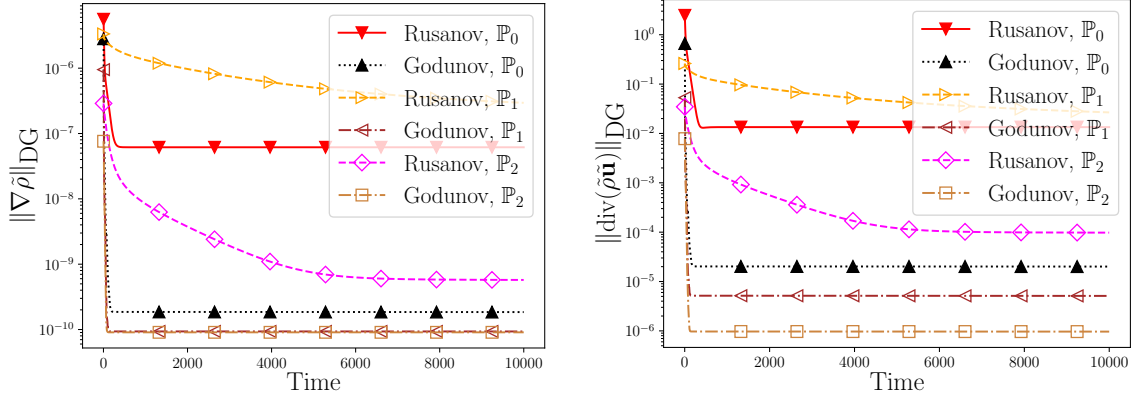 ‖∇ρ̃‖DG
10⁻⁵
10⁻⁶
10⁻⁷
10⁻⁸
10⁻⁹
10⁻¹⁰
0
2000
4000
6000
8000
10000
Time
Rusanov, ℙ₀
Godunov, ℙ₀
Rusanov, ℙ₁
Godunov, ℙ₁
Rusanov, ℙ₂
Godunov, ℙ₂
‖div(ρ̃ũ)‖DG
10⁰
10⁻¹
10⁻²
10⁻³
10⁻⁴
10⁻⁵
10⁻⁶
0
2000
4000
6000
8000
10000
Time
Rusanov, ℙ₀
Godunov, ℙ₀
Rusanov, ℙ₁
Godunov, ℙ₁
Rusanov, ℙ₂
Godunov, ℙ₂